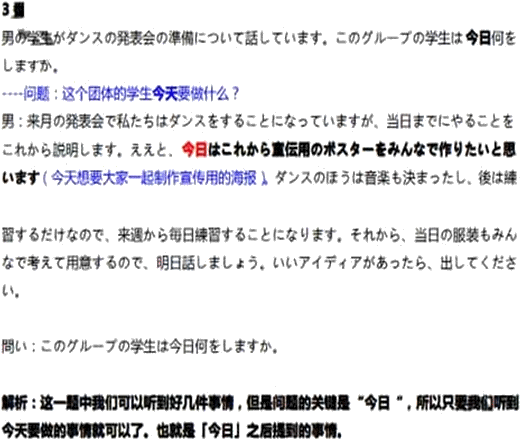 3 番
男の学生がダンスの発表会の準備について話しています。このグループの学生は今日何を
しますか。
----问题：这个团体的学生今天要做什么？
男：来月の発表会で私たちはダンスをすることになっていますが、当日までにやることを
これから説明します。ええと、今日はこれから宣伝用のポスターをみんなで作りたいと思
います（今天想要大家一起制作宣传用的海报）。ダンスのほうは音楽も決まったし、後は練
習するだけなので、来週から毎日練習することになります。それから、当日の服装もみん
なで考えて用意するので、明日話しましょう。いいアイディアがあったら、出してくださ
い。
問い：このグループの学生は今日何をしますか。
解析：这一题中我们可以听到好几件事情，但是问题的关键是“今日“，所以只要我们听到
今天要做的事情就可以了。也就是「今日」之后提到的事情。